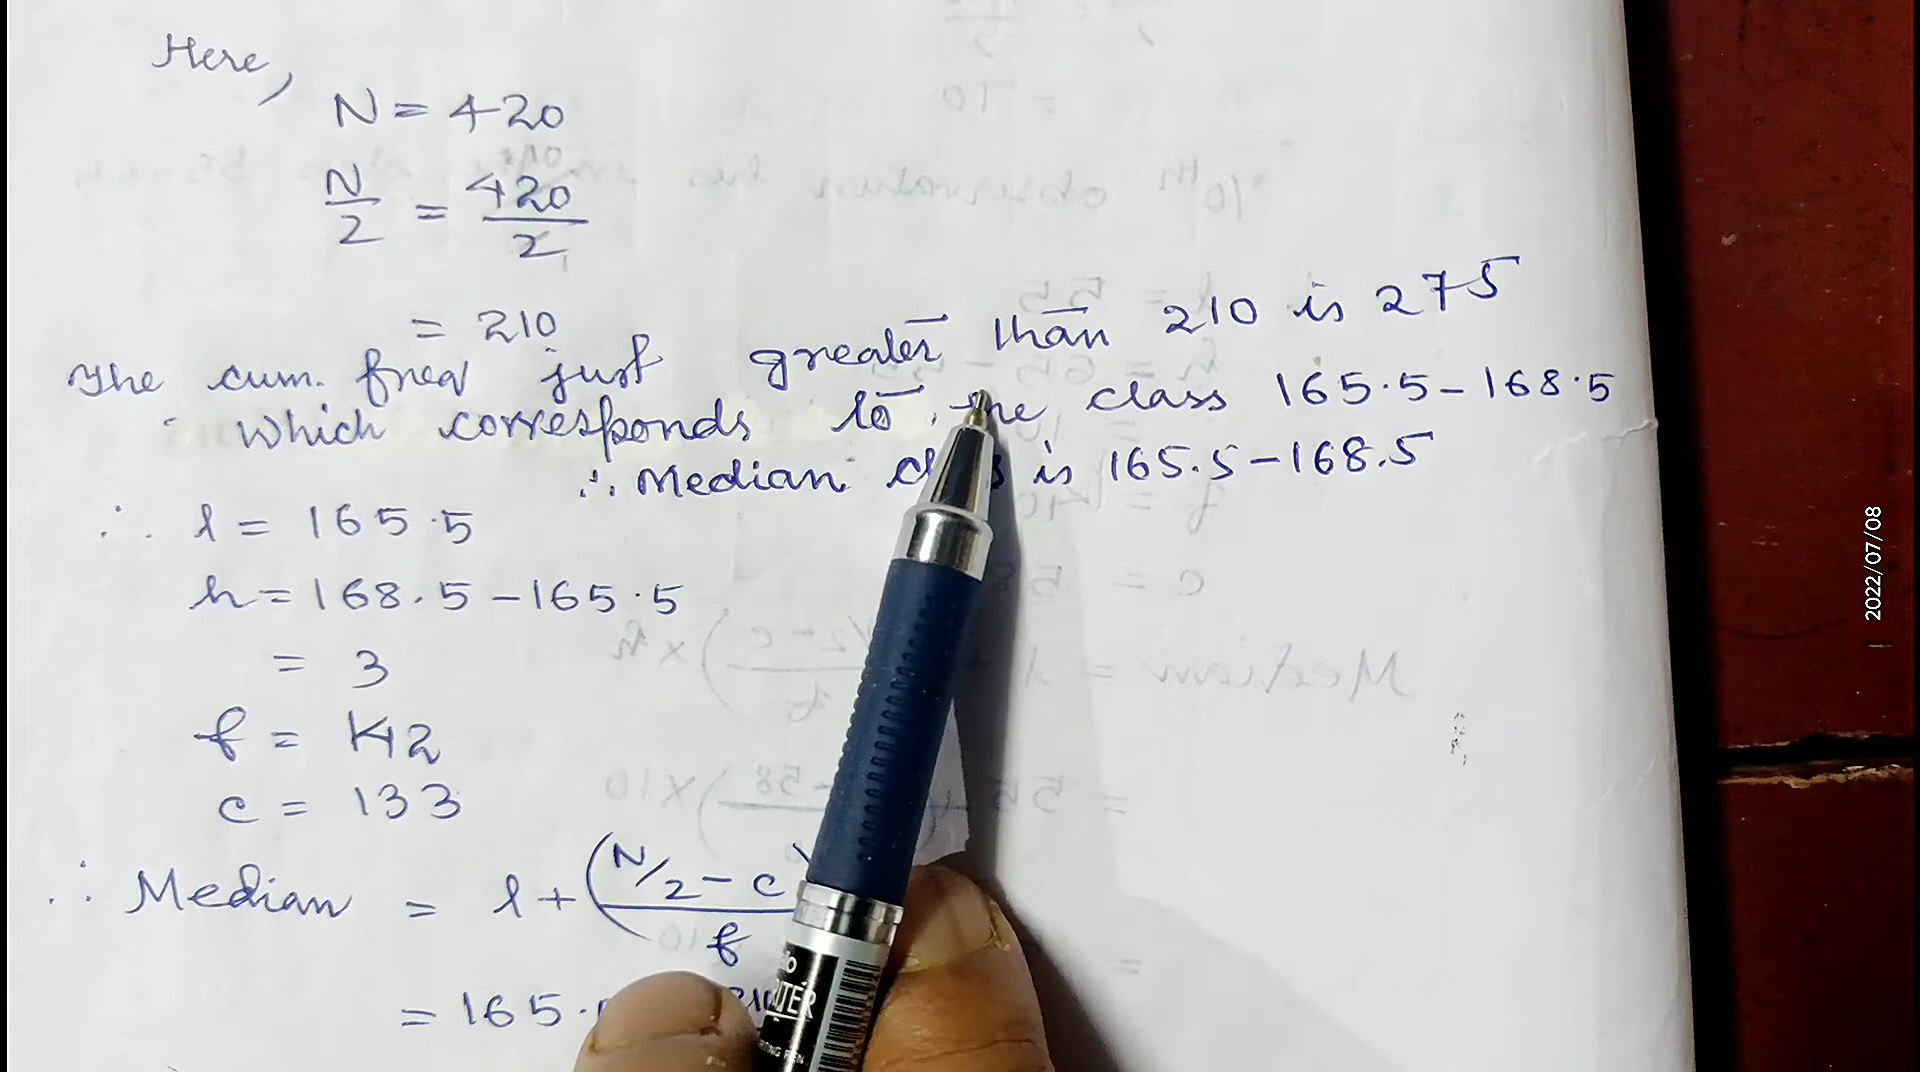 Here,
N = 420
N/2 = 420/2
= 210
The cum. freq just greater than 210 is 275
which corresponds to the class 165.5-168.5
∴ Median is 165.5-168.5
∴ l = 165.5
h = 168.5-165.5
= 3
f = 142
c = 133
∴ Median = l + (N/2 - c / f
= 165.
2022/07/08